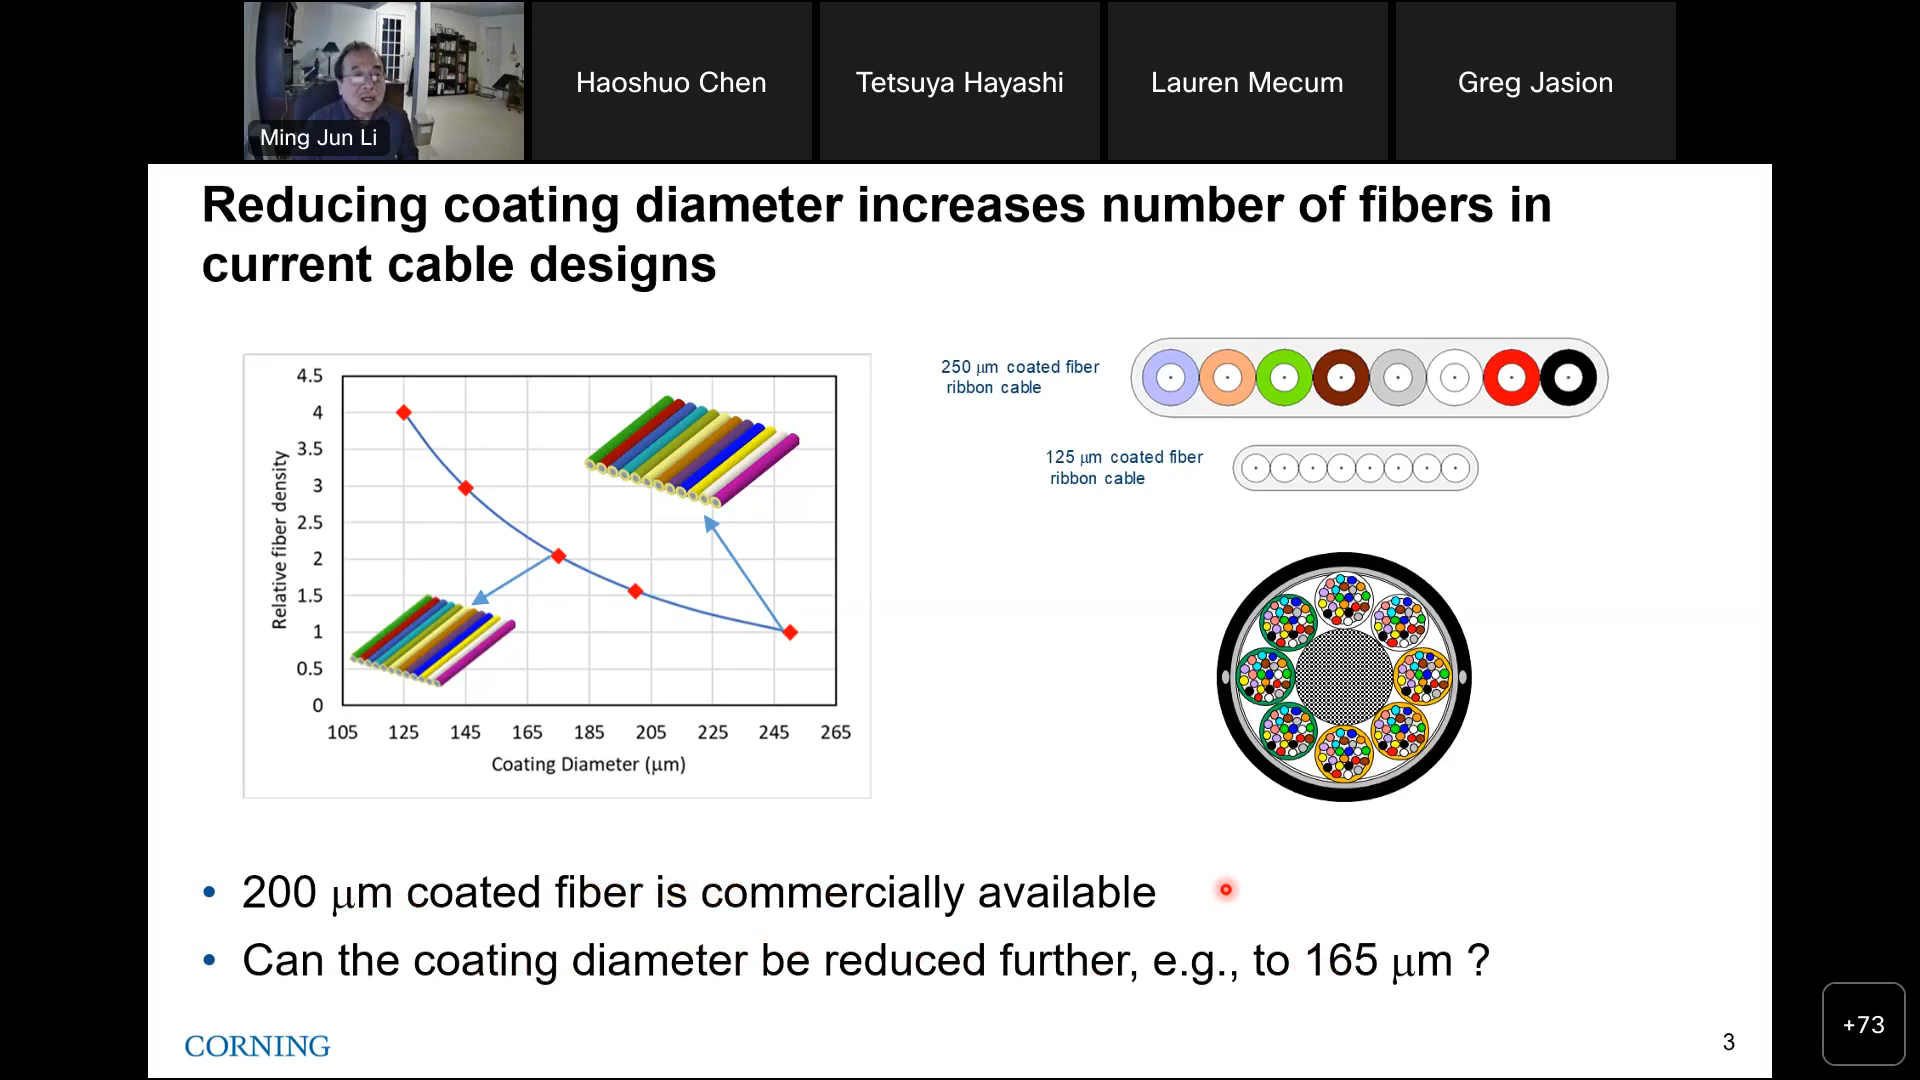 Ming Jun Li
Haoshuo Chen
Tetsuya Hayashi
Lauren Mecum
Greg Jasion
Reducing coating diameter increases number of fibers in
current cable designs
4.5
4
3.5
3
2.5
2
1.5
1
0.5
0
Relative fiber density
105 125 145 165 185 205 225 245 265
Coating Diameter (μm)
250 μm coated fiber
ribbon cable
125 μm coated fiber
ribbon cable
• 200 μm coated fiber is commercially available
• Can the coating diameter be reduced further, e.g., to 165 μm ?
CORNING
3
+73